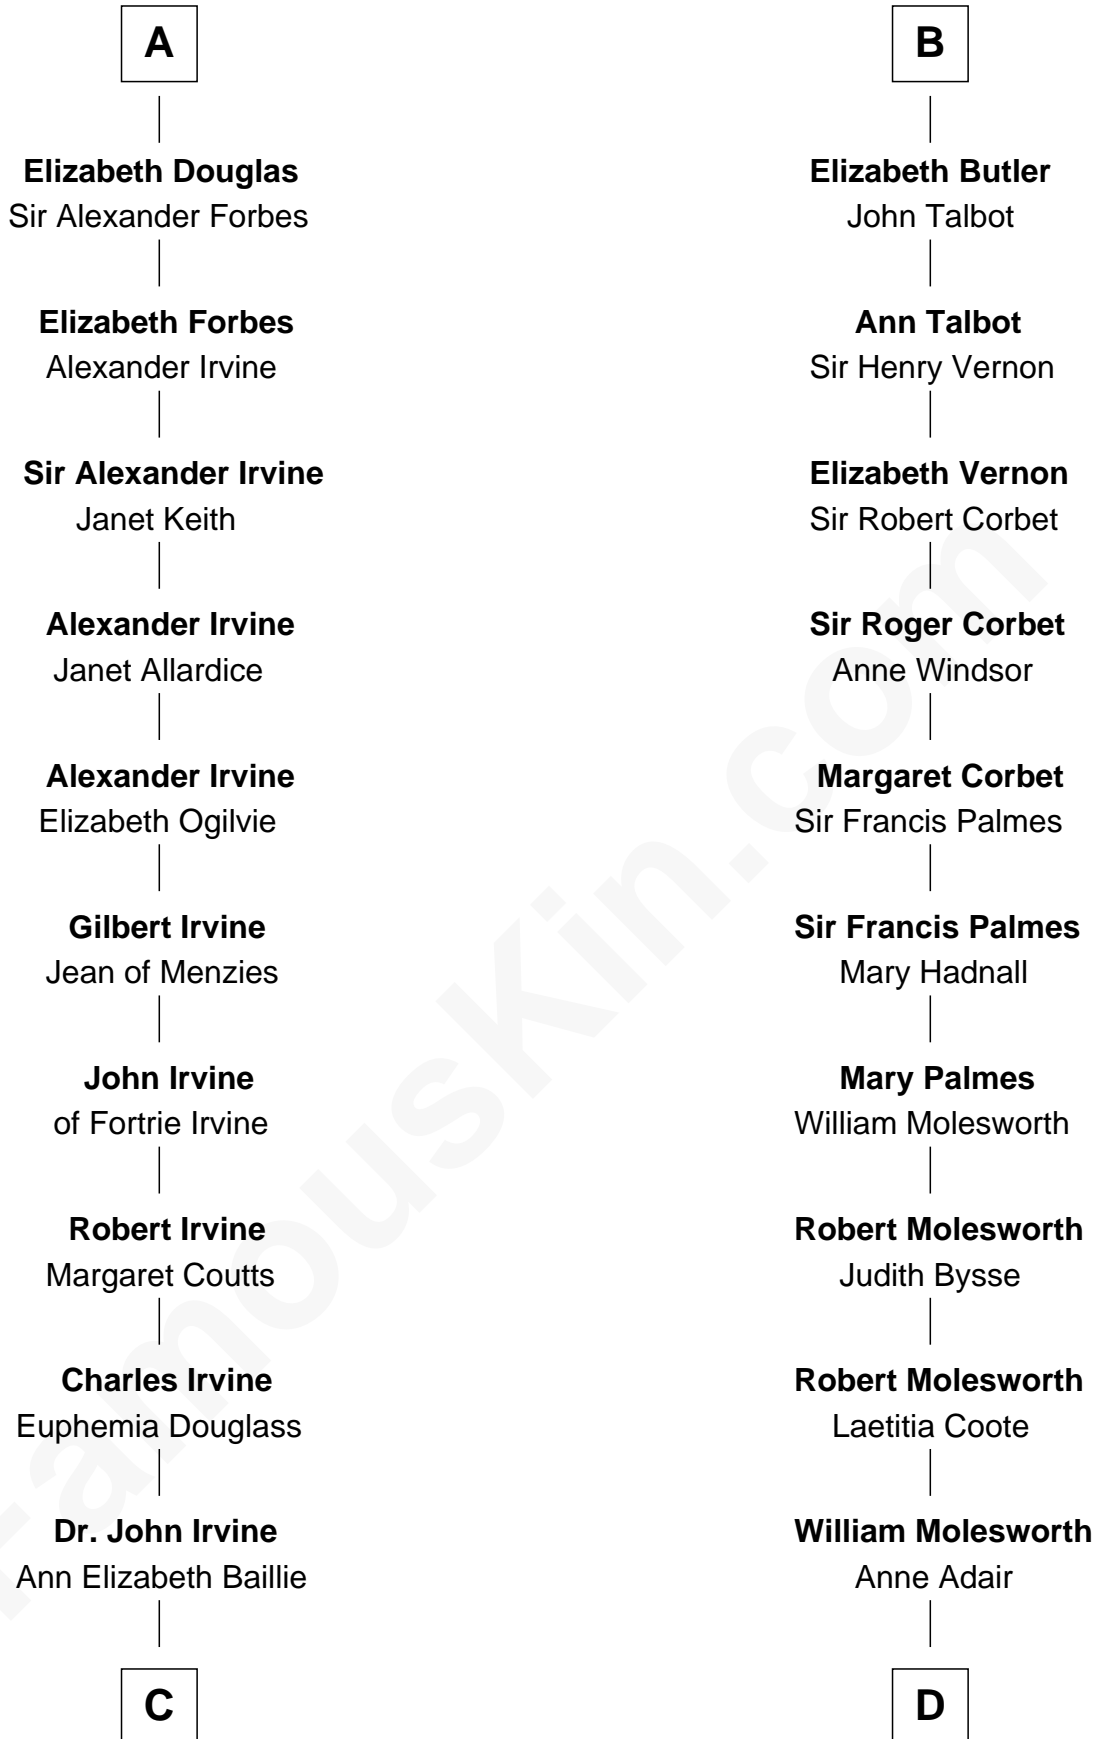 A
Elizabeth Douglas
Sir Alexander Forbes
Elizabeth Forbes
Alexander Irvine
Sir Alexander Irvine
Janet Keith
Alexander Irvine
Janet Allardice
Alexander Irvine
Elizabeth Ogilvie
Gilbert Irvine
Jean of Menzies
John Irvine
of Fortrie Irvine
Robert Irvine
Margaret Coutts
Charles Irvine
Euphemia Douglass
Dr. John Irvine
Ann Elizabeth Baillie
C
B
Elizabeth Butler
John Talbot
Ann Talbot
Sir Henry Vernon
Elizabeth Vernon
Sir Robert Corbet
Sir Roger Corbet
Anne Windsor
Margaret Corbet
Sir Francis Palmes
Sir Francis Palmes
Mary Hadnall
Mary Palmes
William Molesworth
Robert Molesworth
Judith Bysse
Robert Molesworth
Laetitia Coote
William Molesworth
Anne Adair
D
FamousKin.com